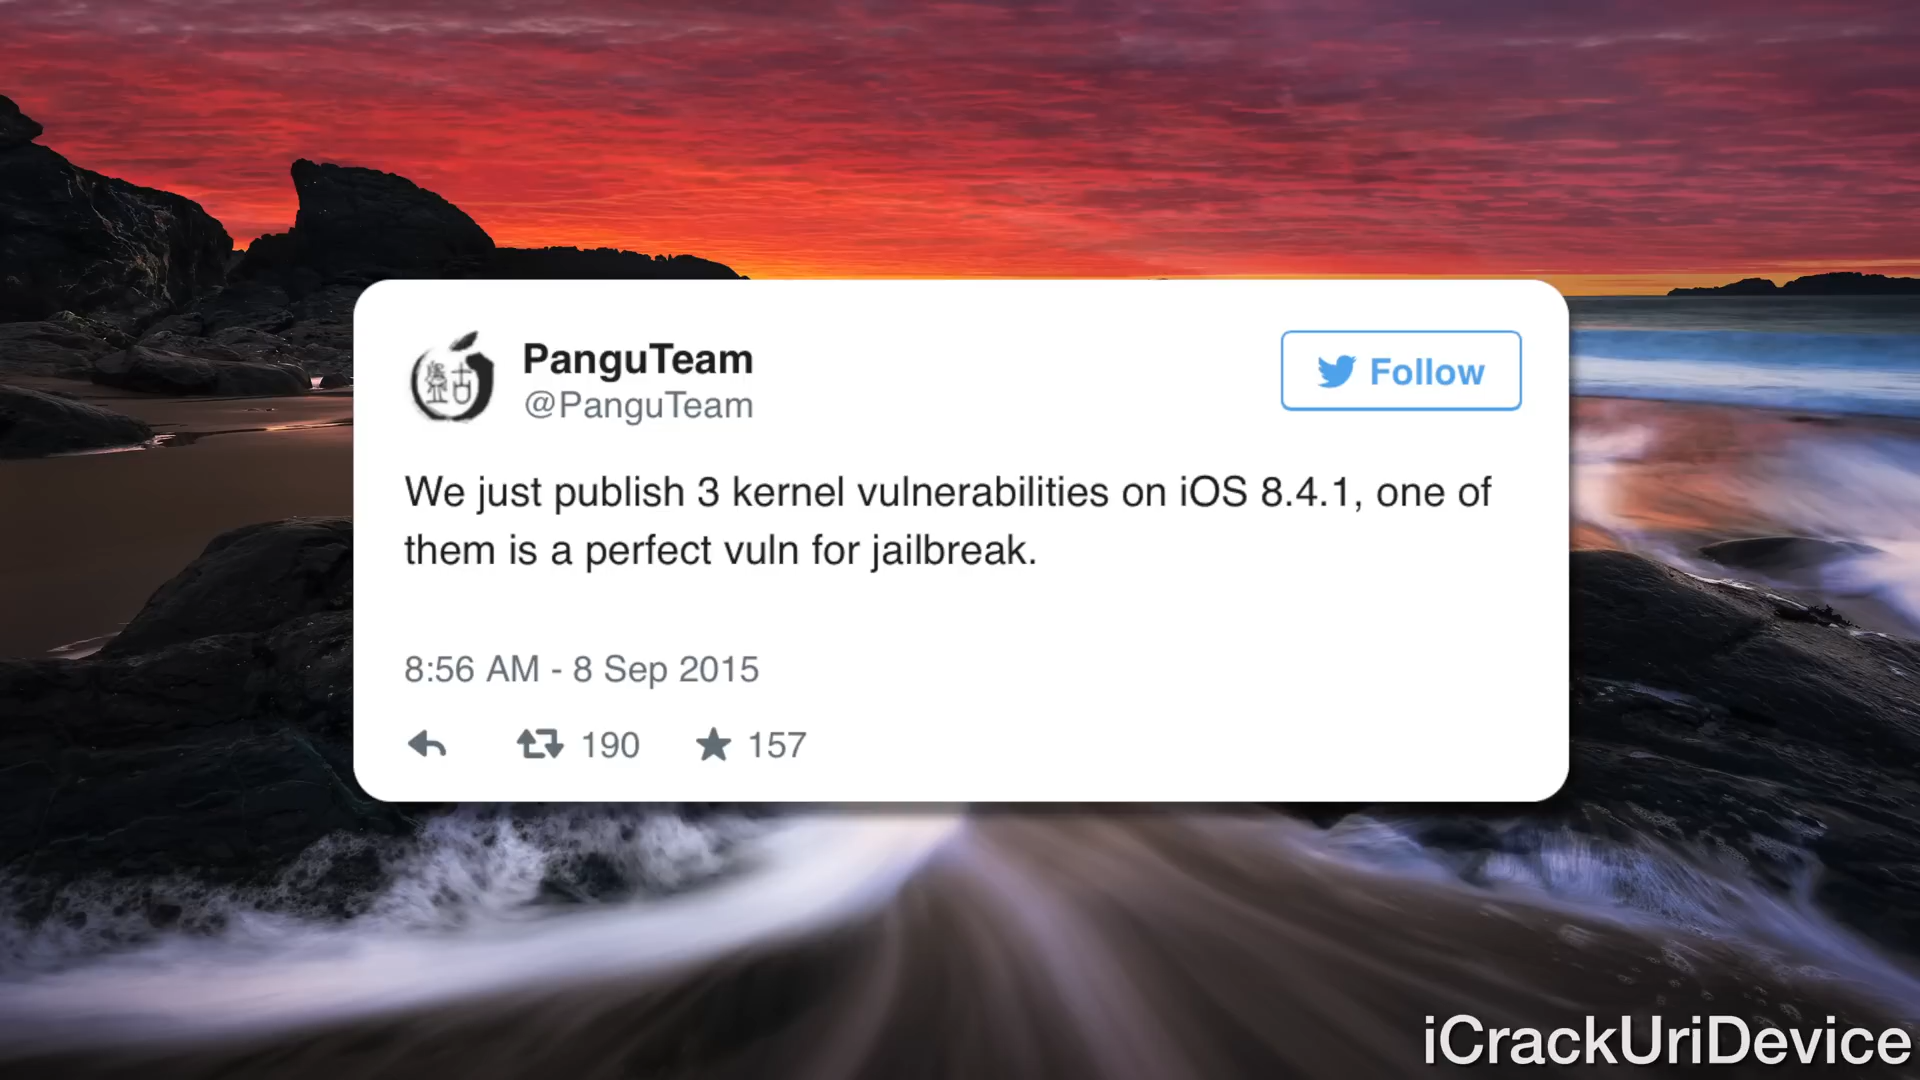 PanguTeam
@PanguTeam
Follow
We just publish 3 kernel vulnerabilities on iOS 8.4.1, one of
them is a perfect vuln for jailbreak.
8:56 AM - 8 Sep 2015
190 157
iCrackUriDevice